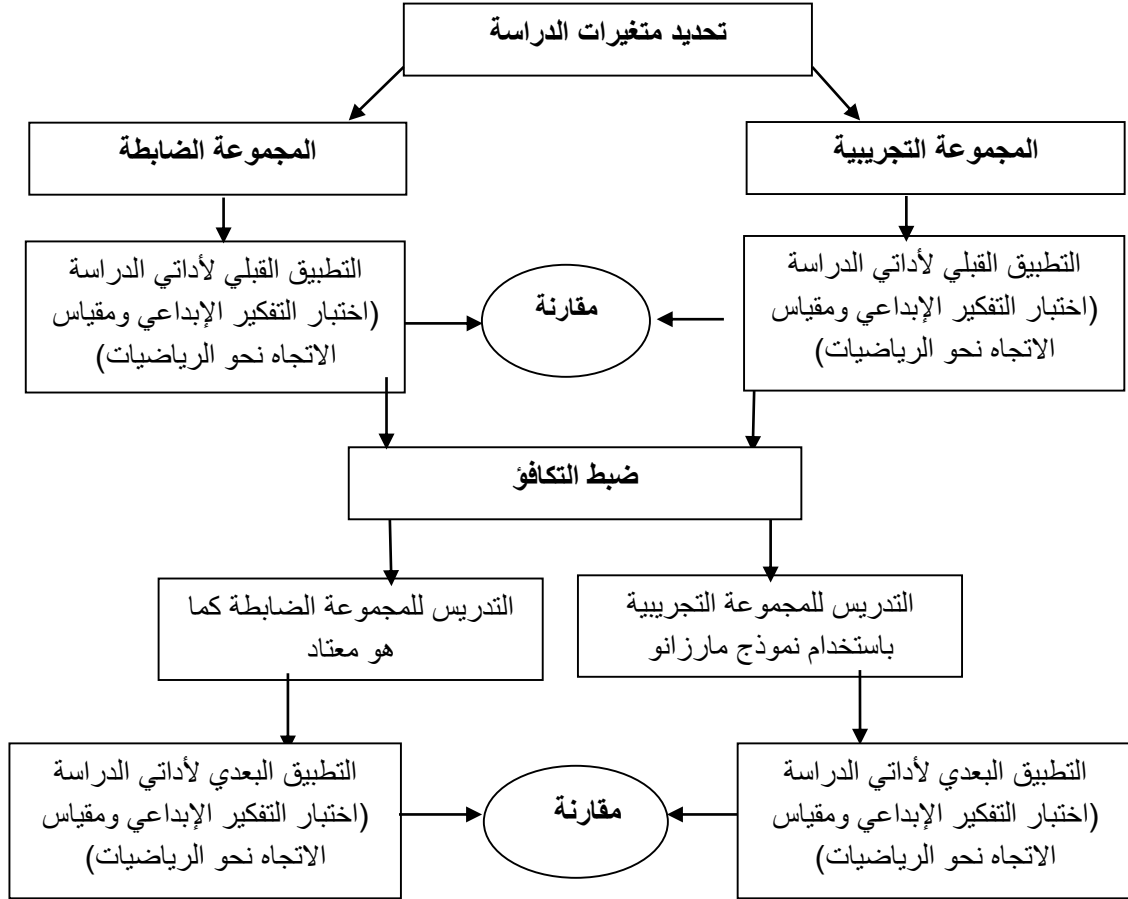 تحديد متغيرات الدراسة
المجموعة التجريبية
المجموعة الضابطة
التطبيق القبلي لأداتي الدراسة
(اختبار التفكير الإبداعي ومقياس
الاتجاه نحو الرياضيات)
مقارنة
التطبيق القبلي لأداتي الدراسة
(اختبار التفكير الإبداعي ومقياس
الاتجاه نحو الرياضيات)
ضبط التكافؤ
التدريس للمجموعة التجريبية
باستخدام نموذج مارزانو
التدريس للمجموعة الضابطة كما
هو معتاد
التطبيق البعدي لأداتي الدراسة
(اختبار التفكير الإبداعي ومقياس
الاتجاه نحو الرياضيات)
مقارنة
التطبيق البعدي لأداتي الدراسة
(اختبار التفكير الإبداعي ومقياس
الاتجاه نحو الرياضيات)